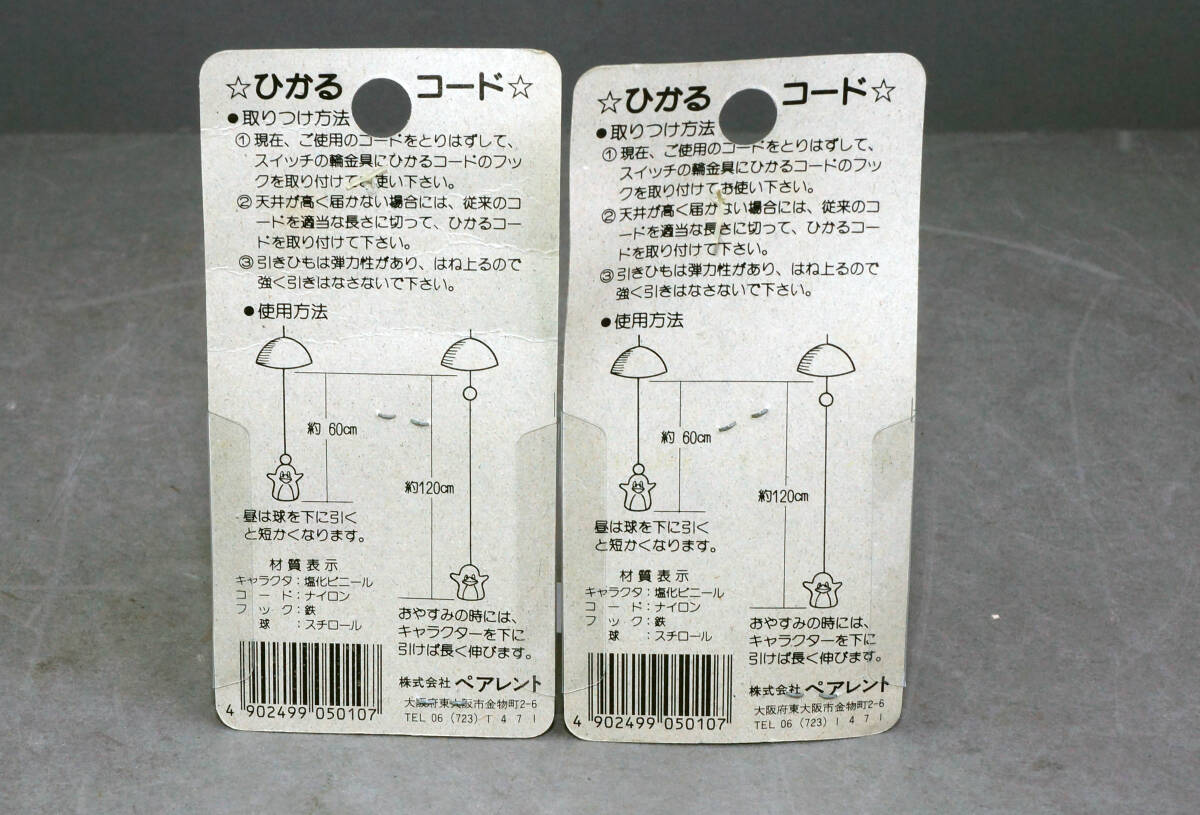 ☆ひかる コード☆
●取りつけ方法
①現在、ご使用のコードをとりはずして、
スイッチの輪金具にひかるコードのフッ
クを取り付けて 使い下さい。
②天井が高く届かない場合には、従来のコ
ードを適当な長さに切って、ひかるコー
ドを取り付けて下さい。
③引きひもは弾力性があり、はね上るので
強く引きはなさないで下さい。
●使用方法
約 60cm
約120cm
昼は球を下に引く
と短かくなります。
材質表示
キャラクタ：塩化ビニール
コード：ナイロン
フック：鉄
球：スチロール
おやすみの時には、
キャラクターを下に
引けば長く伸びます。
4 902499 050107
株式会社 ペアレント
大阪府東大阪市金物町2-6
TEL 06 (723) 1471
☆ひかる コード☆
●取りつけ方法
①現在、ご使用のコードをとりはずして、
スイッチの輪金具にひかるコードのフッ
クを取り付けてお使い下さい。
②天井が高く届かない場合には、従来のコ
ードを適当な長さに切って、ひかるコー
ドを取り付けて下さい。
③引きひもは弾力性があり、はね上るので
強く引きはなさないで下さい。
●使用方法
約 60cm
約120cm
昼は球を下に引く
と短かくなります。
材質表示
キャラクタ：塩化ビニール
コード：ナイロン
フック：鉄
球：スチロール
おやすみの時には、
キャラクターを下に
引けば長く伸びます。
4 902499 050107
株式会社 ペアレント
大阪府東大阪市金物町2-6
TEL 06 (723) 1471